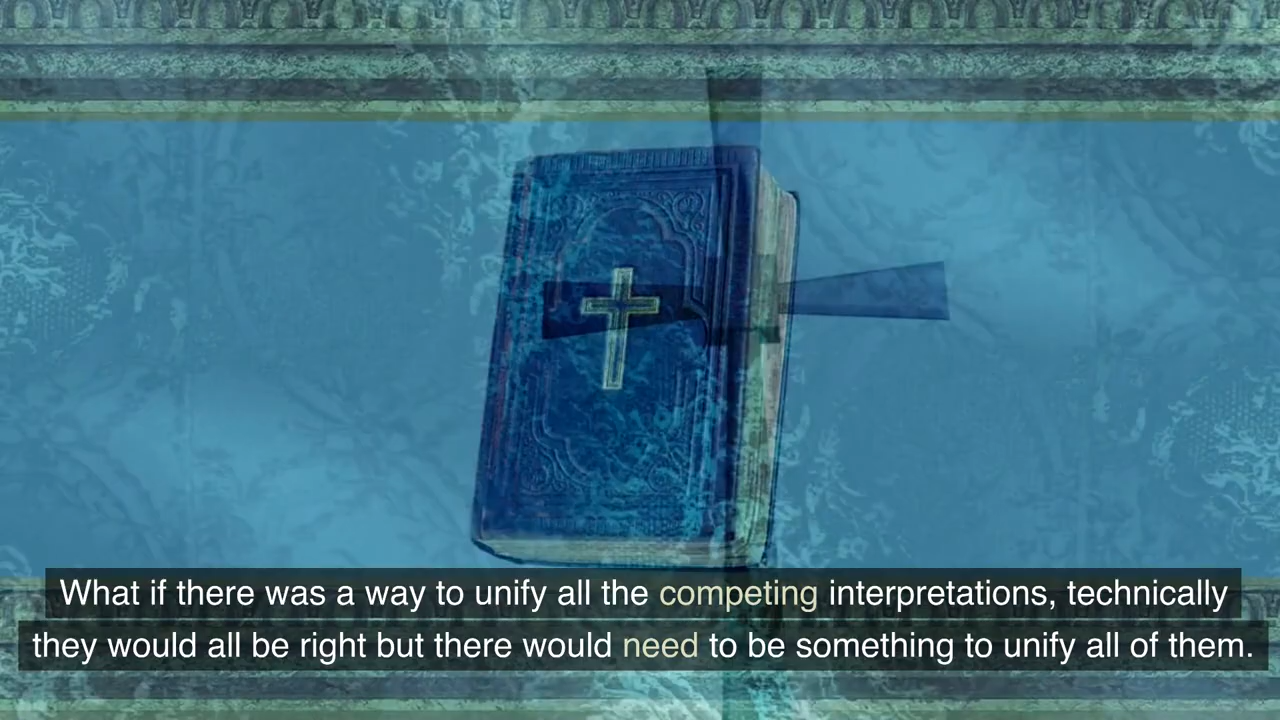 What if there was a way to unify all the competing interpretations, technically
they would all be right but there would need to be something to unify all of them.